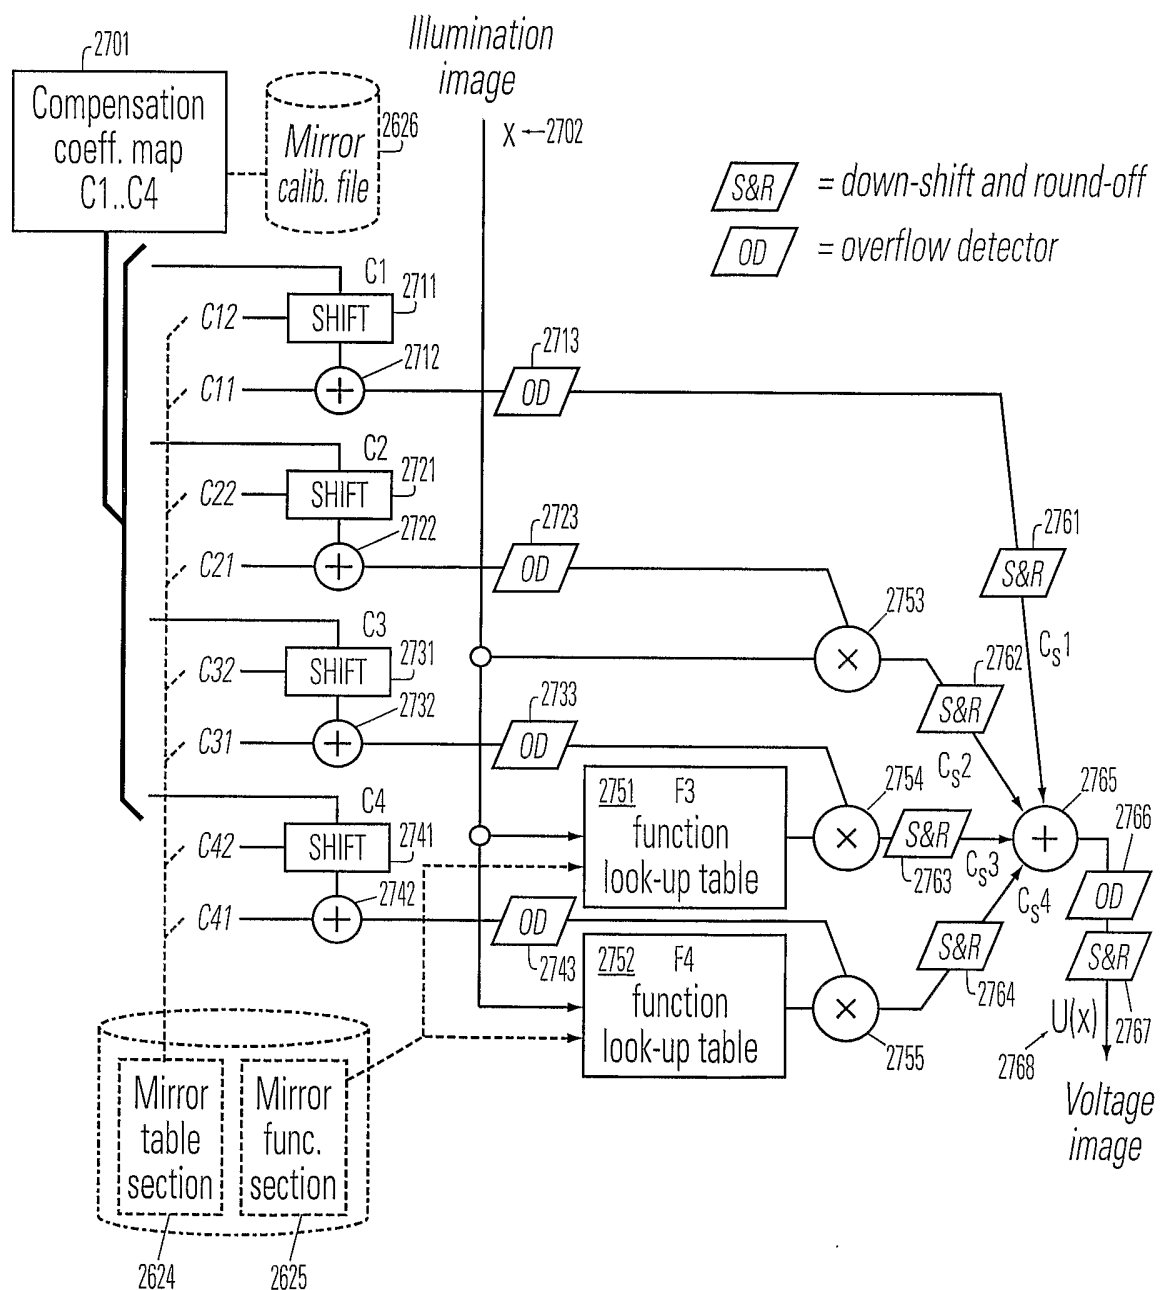 2701
Compensation
coeff. map
C1..C4
Mirror
calib. file
2626
Illumination
image
X
2702
S&R
= down-shift and round-off
OD
= overflow detector
C1
2711
C12
SHIFT
2712
C11
+
2713
OD
C2
2721
C22
SHIFT
2722
C21
+
2723
OD
2761
S&R
Cs1
C3
2731
C32
SHIFT
2732
C31
+
2733
OD
2753
×
2762
S&R
Cs2
2751 F3
function
look-up table
2754
×
S&R
2763
Cs3
2765
+
2766
OD
S&R
2767
C4
2741
C42
SHIFT
2742
C41
+
OD
2743
Cs4
S&R
2764
2752 F4
function
look-up table
×
2755
U(x)
2768
Voltage
image
Mirror
table
section
Mirror
func.
section
2624
2625